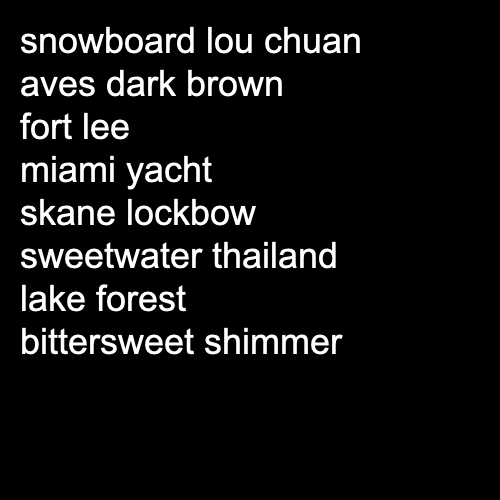 snowboard lou chuan
aves dark brown
fort lee
miami yacht
skane lockbow
sweetwater thailand
lake forest
bittersweet shimmer